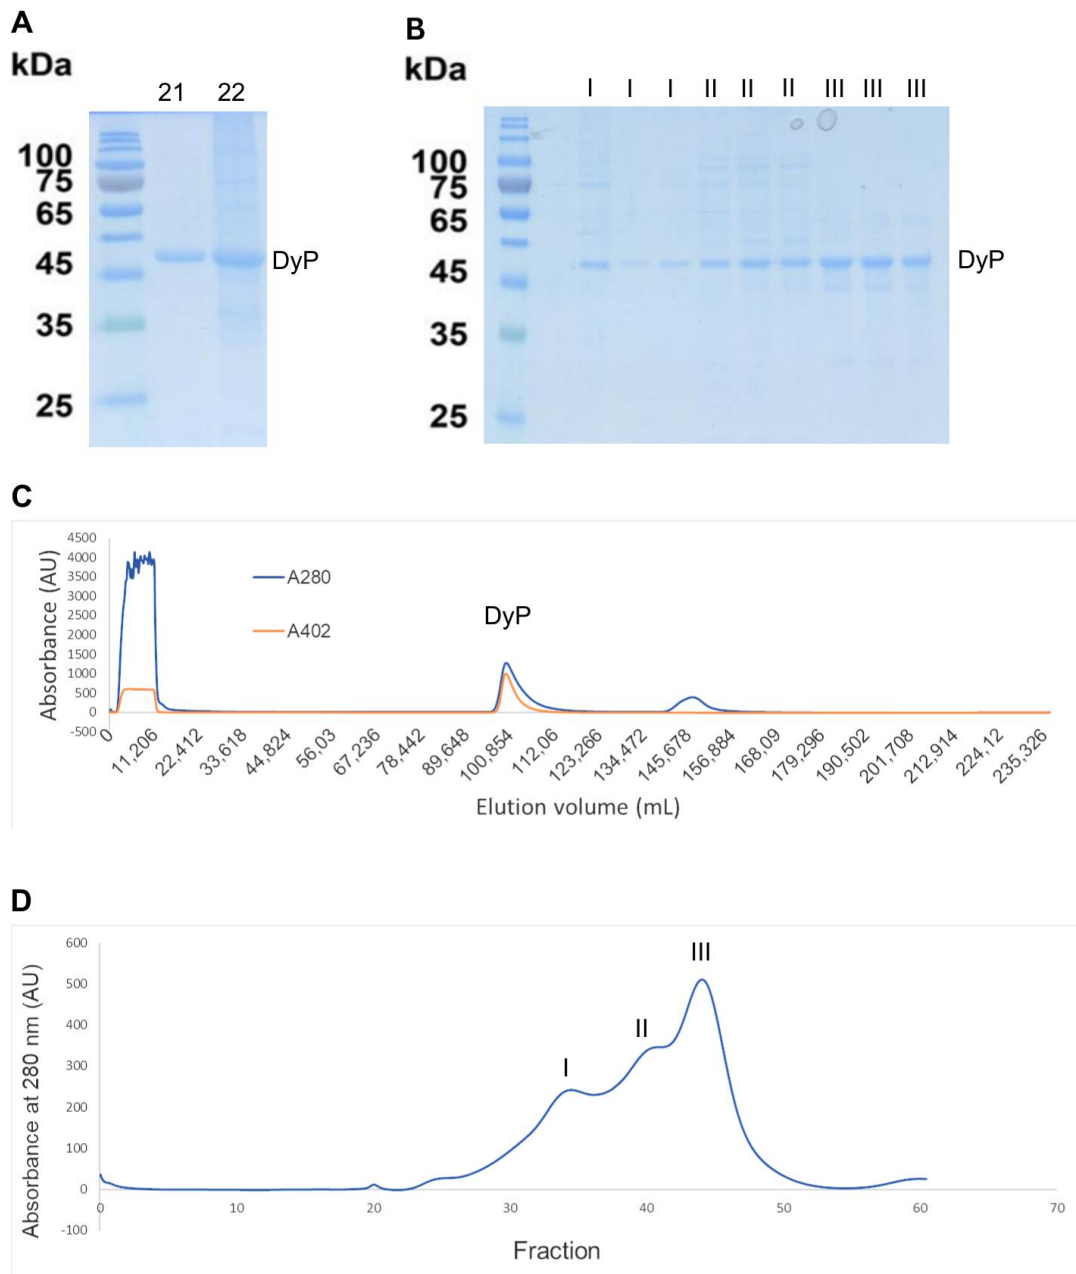 A
kDa
21 22
100
75
65
45
35
25
DyP
B
kDa
I I I II II II III III III
100
75
65
45
35
25
DyP
C
Absorbance (AU)
4500
4000
3500
3000
2500
2000
1500
1000
500
0
-500
A280
A402
DyP
0 11,206 22,412 33,618 44,824 56,03 67,236 78,442 89,648 100,854 112,06 123,266 134,472 145,678 156,884 168,09 179,296 190,502 201,708 212,914 224,12 235,326
Elution volume (mL)
D
Absorbance at 280 nm (AU)
600
500
400
300
200
100
0
-100
I
II
III
0 10 20 30 40 50 60 70
Fraction